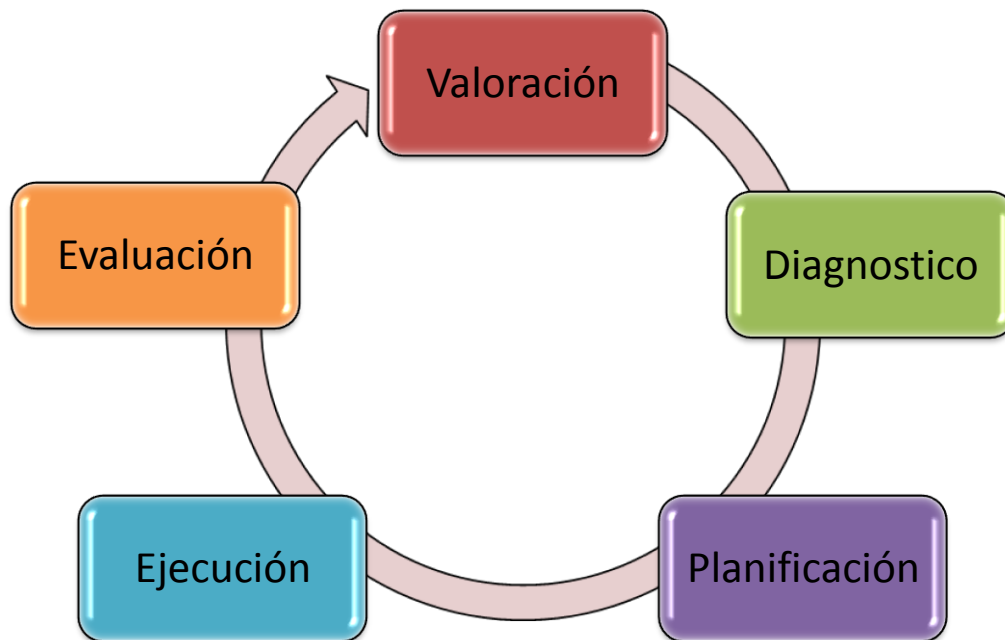 Valoración
Diagnostico
Planificación
Ejecución
Evaluación